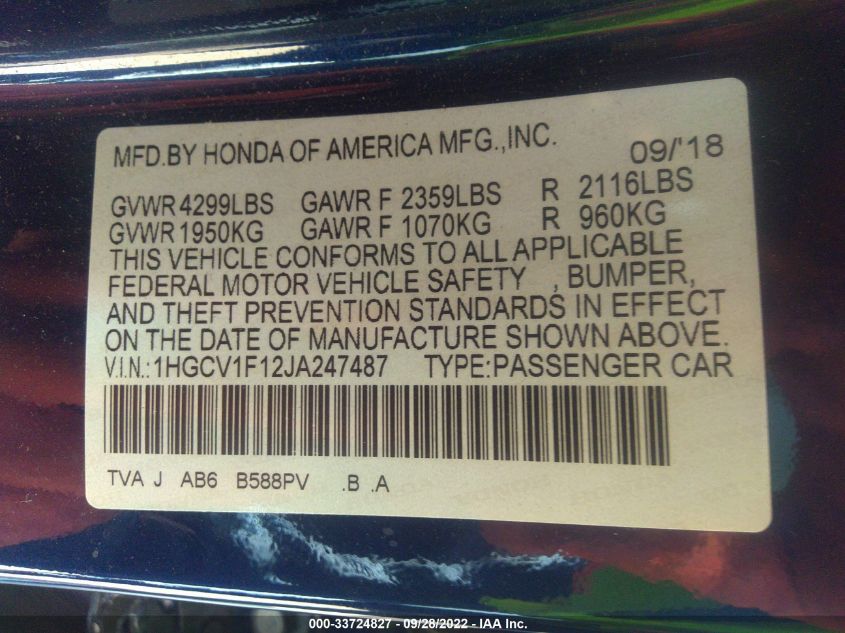 MFD.BY HONDA OF AMERICA MFG.,INC. 09/'18
GVWR 4299LBS GAWR F 2359LBS R 2116LBS
GVWR 1950KG GAWR F 1070KG R 960KG
THIS VEHICLE CONFORMS TO ALL APPLICABLE
FEDERAL MOTOR VEHICLE SAFETY , BUMPER,
AND THEFT PREVENTION STANDARDS IN EFFECT
ON THE DATE OF MANUFACTURE SHOWN ABOVE.
V.I.N.:1HGCV1F12JA247487 TYPE:PASSENGER CAR
TVA J AB6 B588PV .B .A
000-33724827 - 09/28/2022 - IAA Inc.